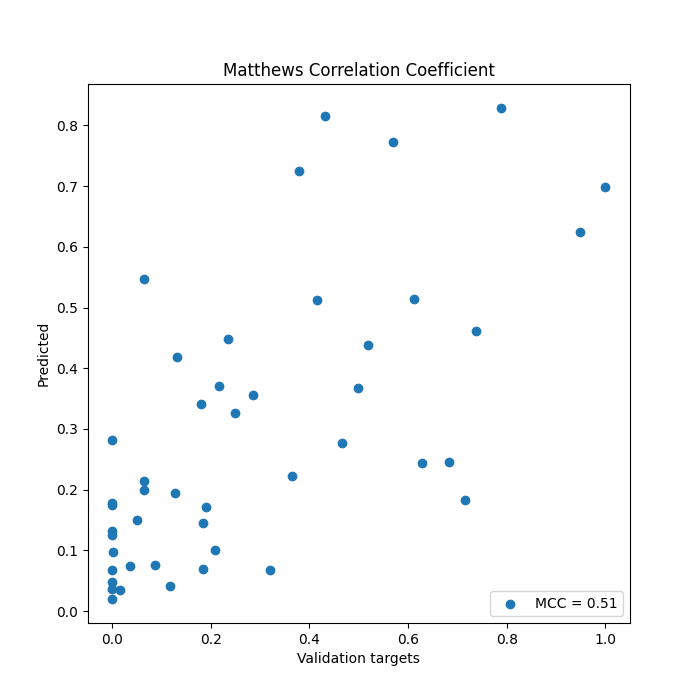 Matthews Correlation Coefficient
0.8
0.7
0.6
0.5
0.4
0.3
0.2
0.1
0.0
Predicted
MCC = 0.51
0.0 0.2 0.4 0.6 0.8 1.0
Validation targets